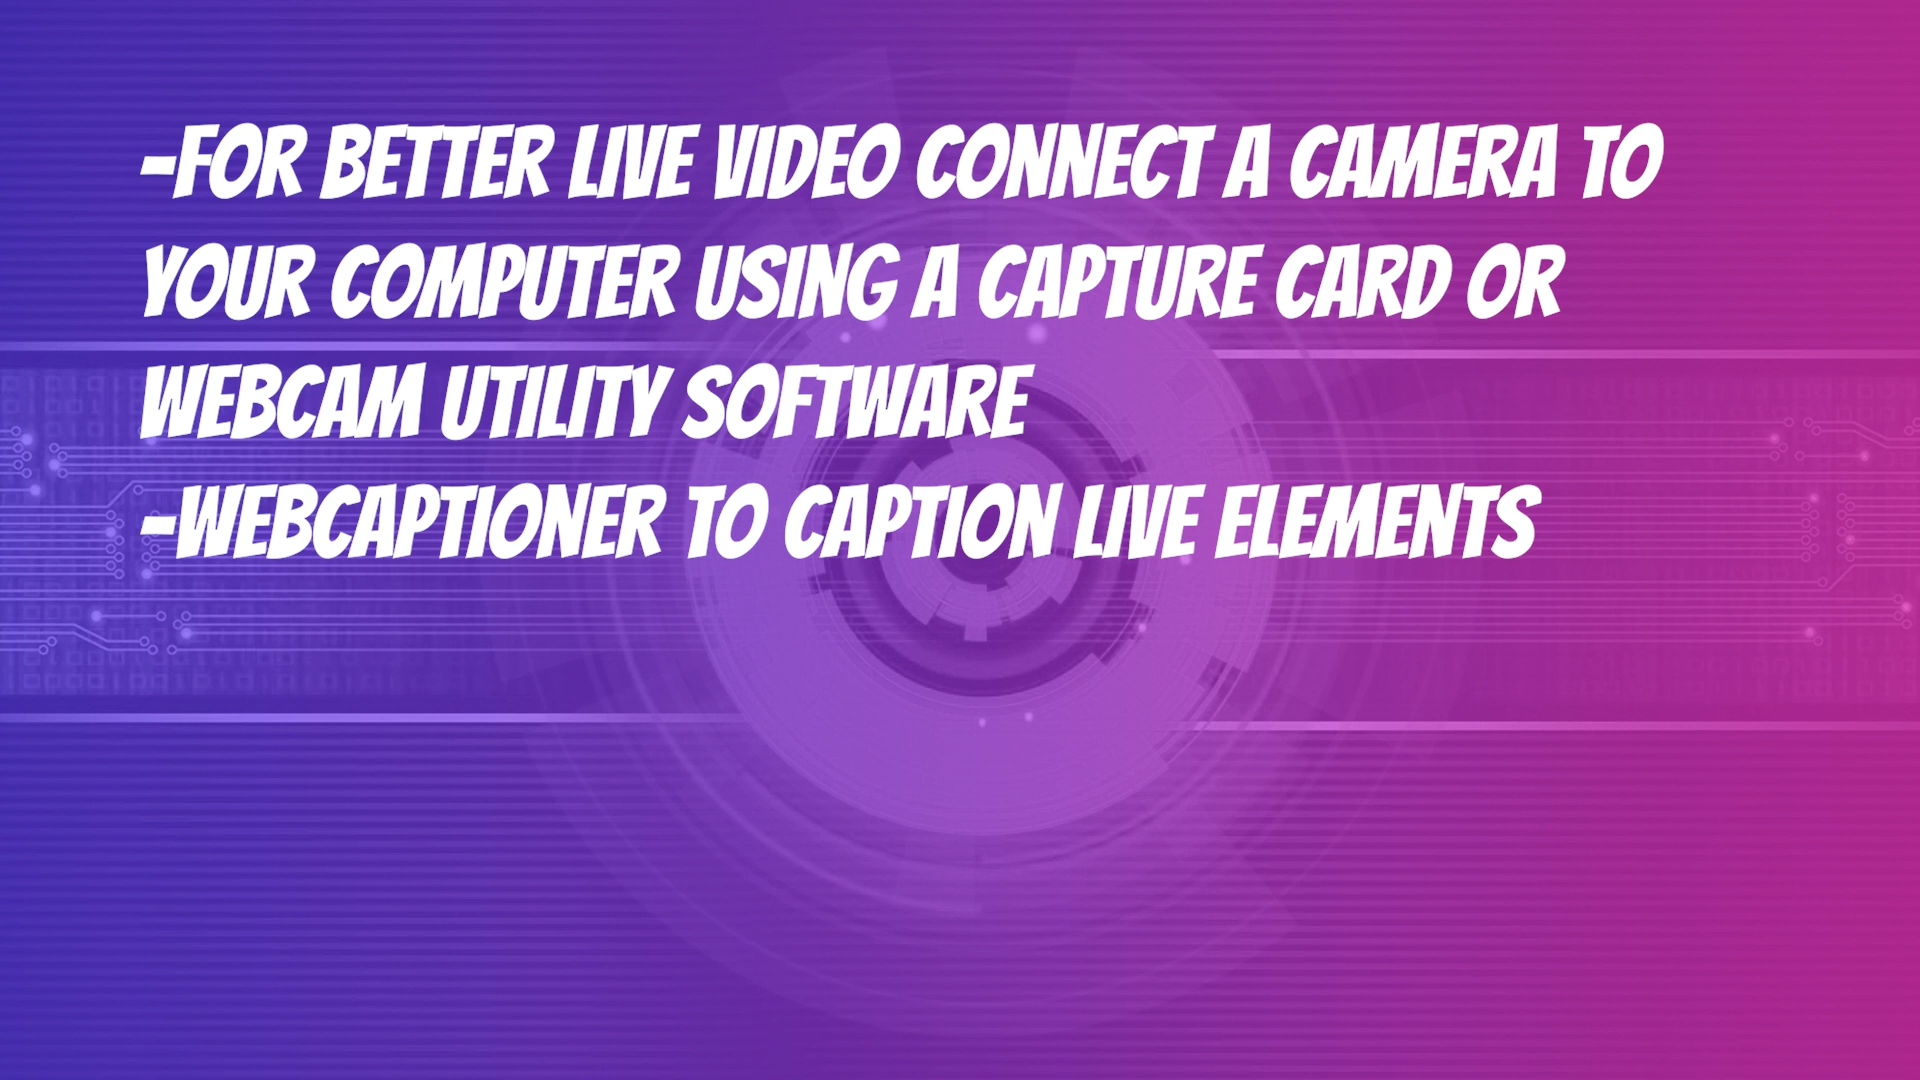 -FOR BETTER LIVE VIDEO CONNECT A CAMERA TO
YOUR COMPUTER USING A CAPTURE CARD OR
WEBCAM UTILITY SOFTWARE
-WEBCAPTIONER TO CAPTION LIVE ELEMENTS